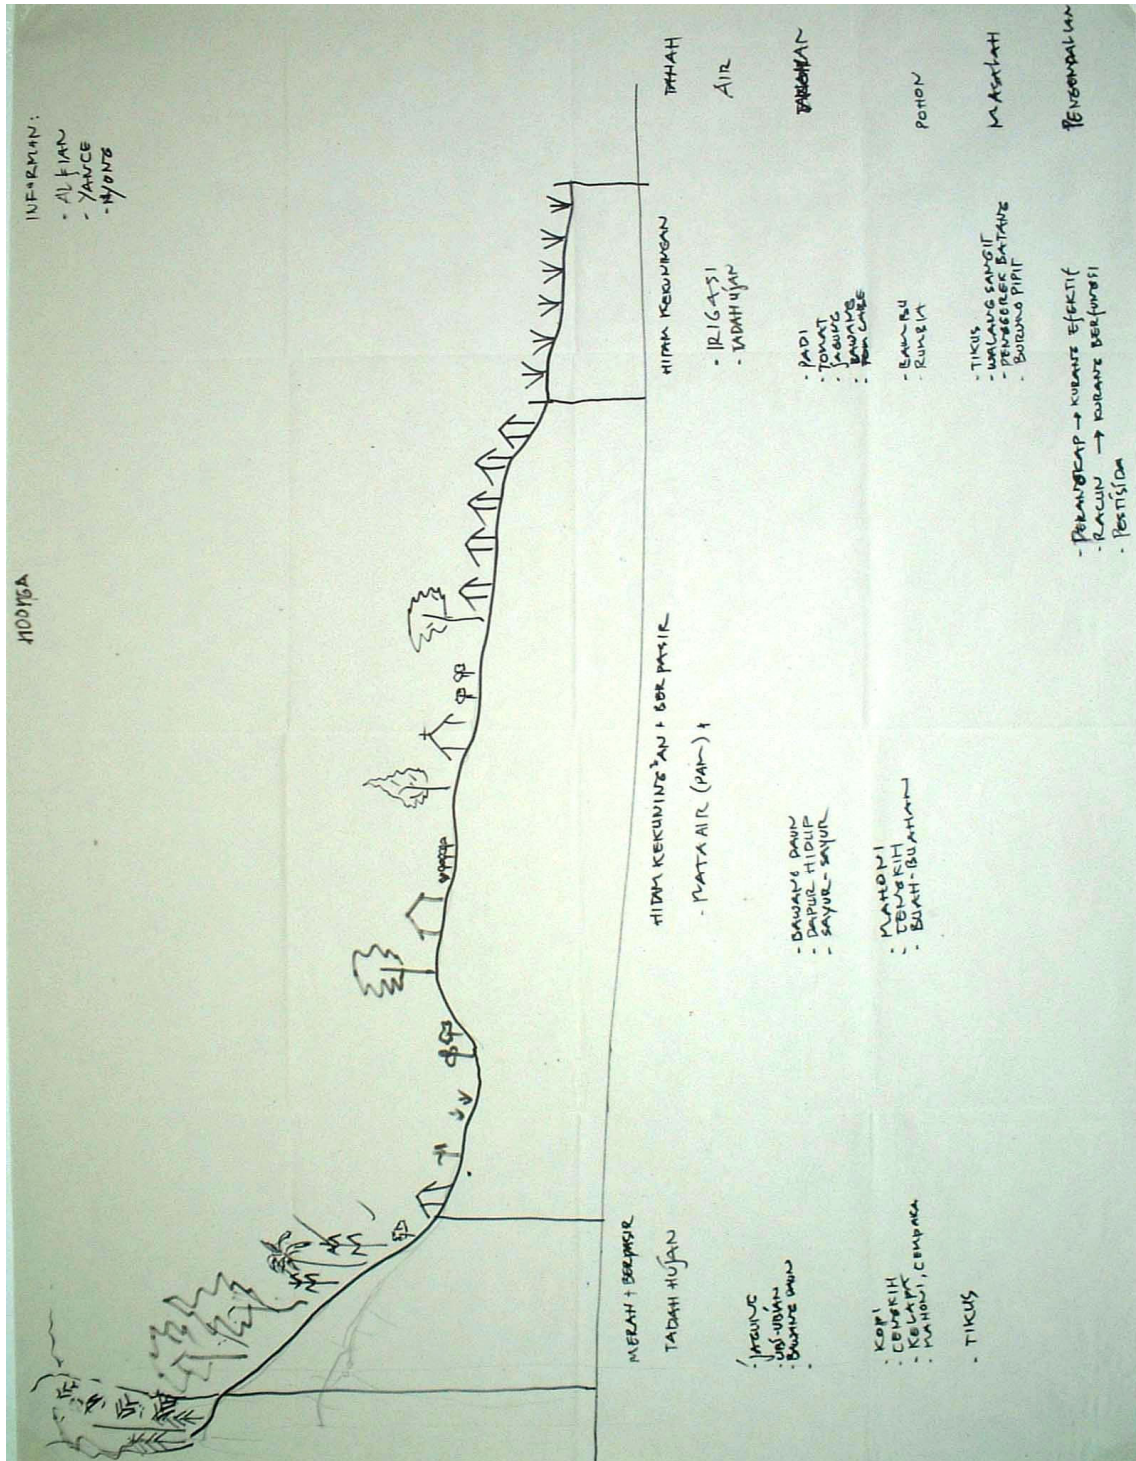 NOONGA
INFORMAN:
- ALFIAN
- YANCE
- NYONG
MERAH + BERPASIR
HITAM KEKUNING²AN + BERPASIR
HITAM KEKUNINGAN
TANAH
TADAH HUJAN
- MATA AIR (PAM) +
- IRIGASI
- TADAH HUJAN
AIR
- JAGUNG
- UBI-UBIAN
- BAWANG DAUN
- BAWANG DAUN
- DAPUR HIDUP
- SAYUR-SAYUR
- PADI
- TOMAT
- JAGUNG
- BAWANG
- CABE
TANAMAN
- KOPI
- CENGKIH
- KELAPA
- MAHONI, CEMPAKA
- MAHONI
- CENGKIH
- BUAH-BUAHAN
- BAMBU
- RUMBIA
POHON
- TIKUS
- TIKUS
- WALANG SANGIT
- PENGGEREK BATANG
- BURUNG PIPIT
MASALAH
- PERANGKAP → KURANG EFEKTIF
- RACUN → KURANG BERFUNGSI
- PESTISIDA
PENGENDALIAN